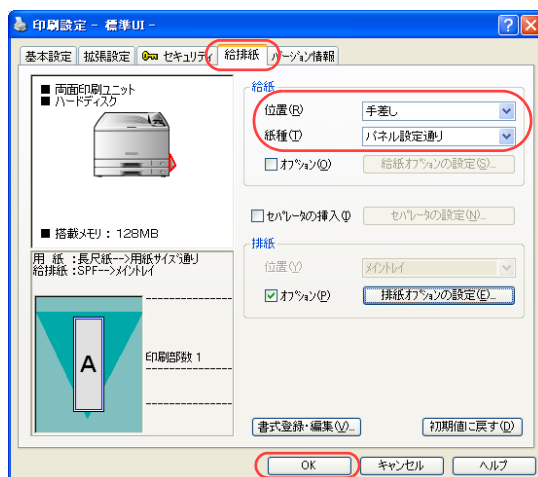 印刷設定 - 標準UI -
基本設定 拡張設定 セキュリティ 給排紙 バージョン情報
■ 両面印刷ユニット
■ ハードディスク
■ 搭載メモリ: 128MB
用 紙 :長尺紙-->用紙サイズ通り
給排紙 :SPF-->メイントレイ
A
印刷部数 1
給紙
位置(R) 手差し
紙種(T) パネル設定通り
オプション(O) 給紙オプションの設定(S)...
セパレータの挿入(I) セパレータの設定(N)...
排紙
位置(Y) メイントレイ
オプション(P) 排紙オプションの設定(E)...
書式登録・編集(V)... 初期値に戻す(D)
OK キャンセル ヘルプ